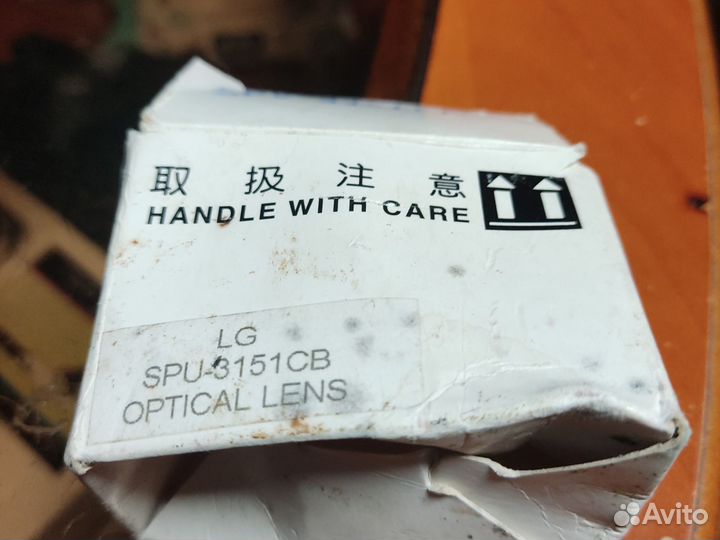 取扱注意
HANDLE WITH CARE
LG
SPU-3151CB
OPTICAL LENS
Avito